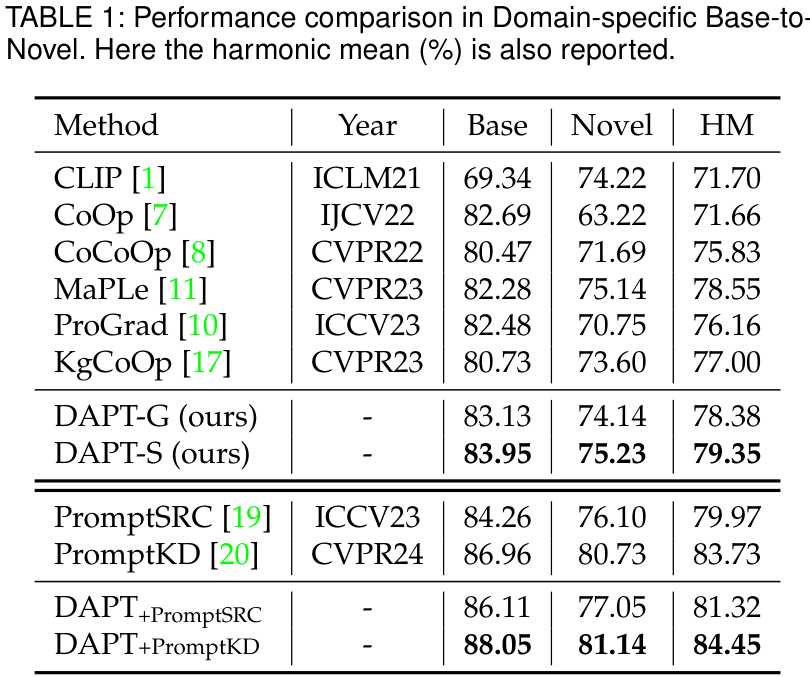 TABLE 1: Performance comparison in Domain-specific Base-to-
Novel. Here the harmonic mean (%) is also reported.
Method Year Base Novel HM
CLIP [1] ICLM21 69.34 74.22 71.70
CoOp [7] IJCV22 82.69 63.22 71.66
CoCoOp [8] CVPR22 80.47 71.69 75.83
MaPLe [11] CVPR23 82.28 75.14 78.55
ProGrad [10] ICCV23 82.48 70.75 76.16
KgCoOp [17] CVPR23 80.73 73.60 77.00
DAPT-G (ours) - 83.13 74.14 78.38
DAPT-S (ours) - 83.95 75.23 79.35
PromptSRC [19] ICCV23 84.26 76.10 79.97
PromptKD [20] CVPR24 86.96 80.73 83.73
DAPT+PromptSRC - 86.11 77.05 81.32
DAPT+PromptKD - 88.05 81.14 84.45